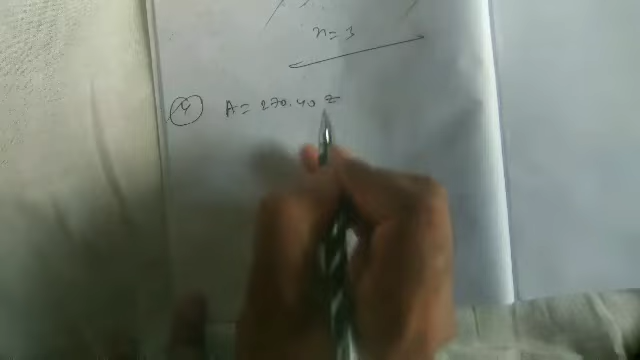 n = 3
4 A = 270.40 z